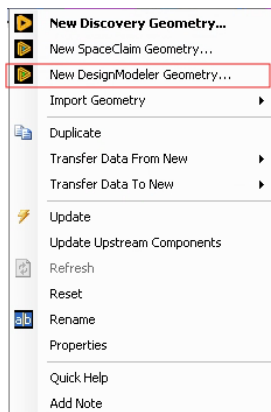 New Discovery Geometry...
New SpaceClaim Geometry...
New DesignModeler Geometry...
Import Geometry
Duplicate
Transfer Data From New
Transfer Data To New
Update
Update Upstream Components
Refresh
Reset
a|b Rename
Properties
Quick Help
Add Note